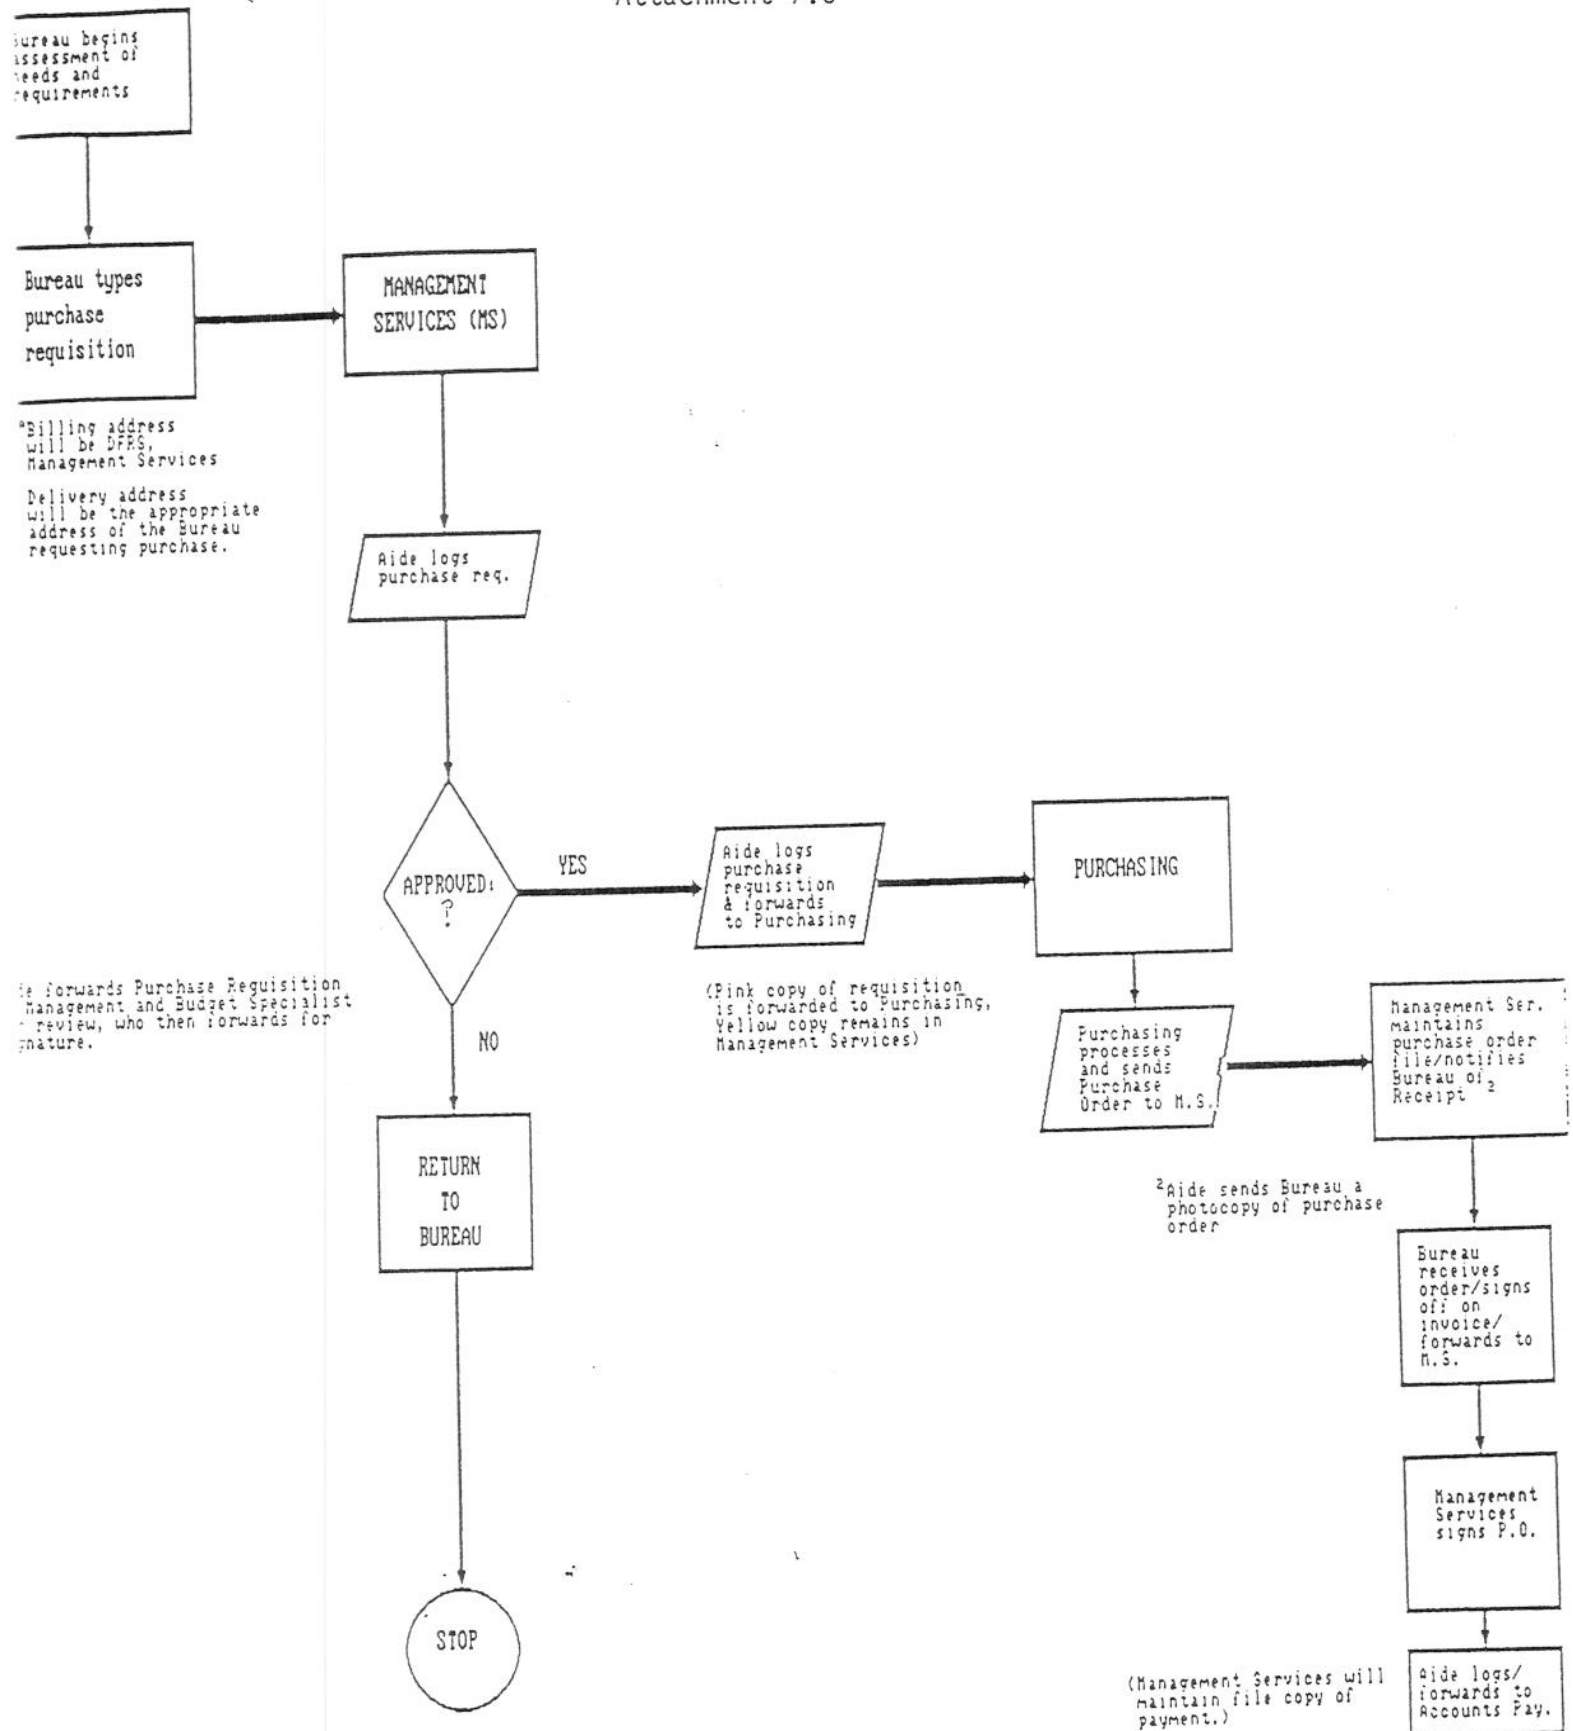 Attachment 7.
Bureau begins
assessment of
needs and
requirements
Bureau types
purchase
requisition
MANAGEMENT
SERVICES (MS)
Billing address
will be DFRS,
Management Services
Delivery address
will be the appropriate
address of the Bureau
requesting purchase.
Aide logs
purchase req.
APPROVED:
?
YES
NO
Aide logs
purchase
requisition
& forwards
to Purchasing
PURCHASING
forwards Purchase Requisition
Management and Budget Specialist
review, who then forwards for
(Pink copy of requisition
is forwarded to Purchasing,
Yellow copy remains in
Management Services)
Purchasing
processes
and sends
Purchase
Order to M.S.
Management Ser.
maintains
purchase order
file/notifies
Bureau of
Receipt 2
RETURN
TO
BUREAU
2Aide sends Bureau a
photocopy of purchase
order
Bureau
receives
order/signs
off on
invoice/
forwards to
M.S.
Management
Services
signs P.O.
STOP
(Management Services will
maintain file copy of
payment.)
Aide logs/
forwards to
Accounts Pay.